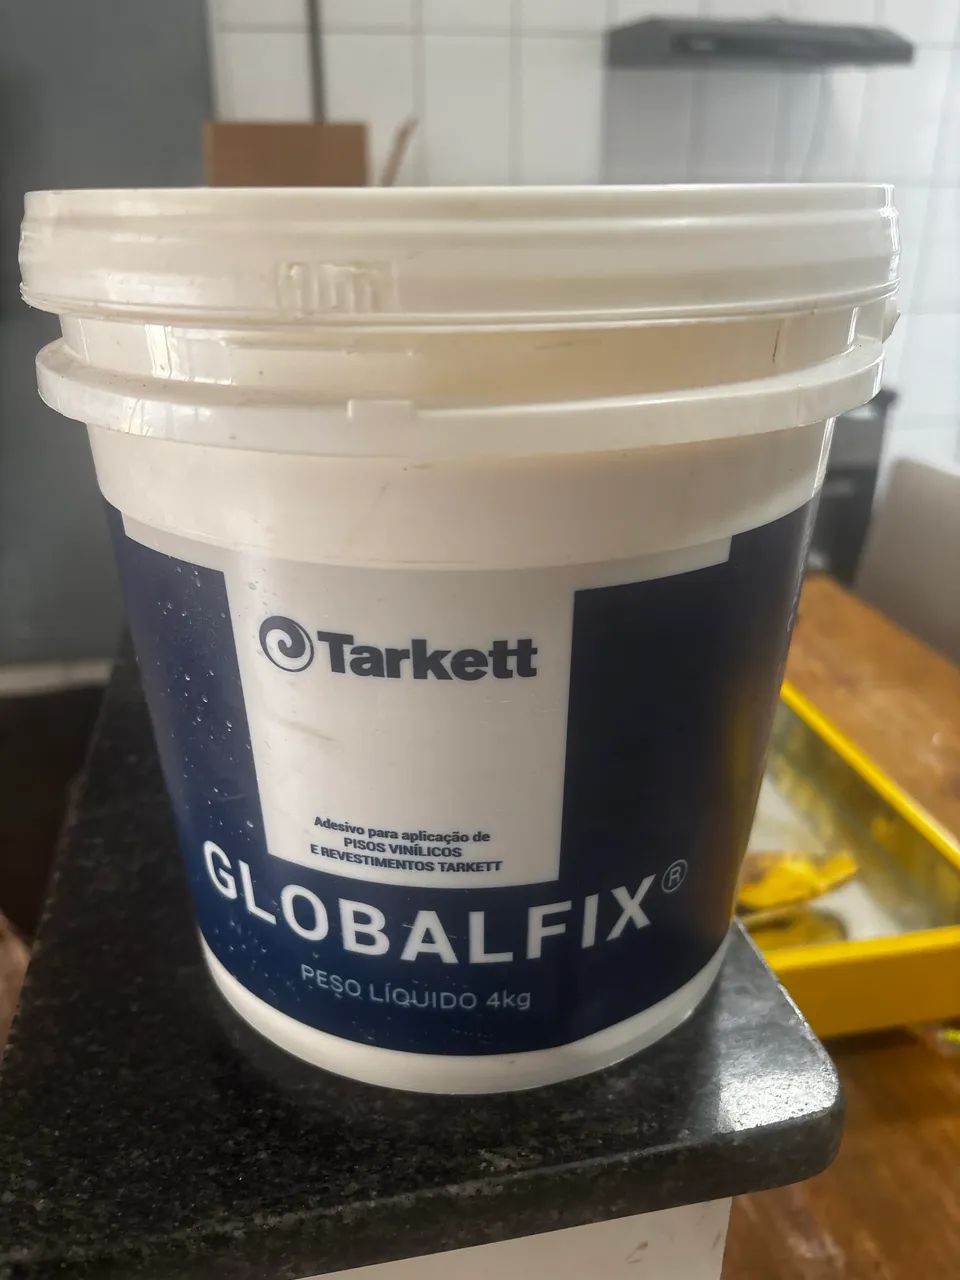 Tarkett
Adesivo para aplicação de
PISOS VINÍLICOS
E REVESTIMENTOS TARKETT
GLOBALFIX®
PESO LÍQUIDO 4kg